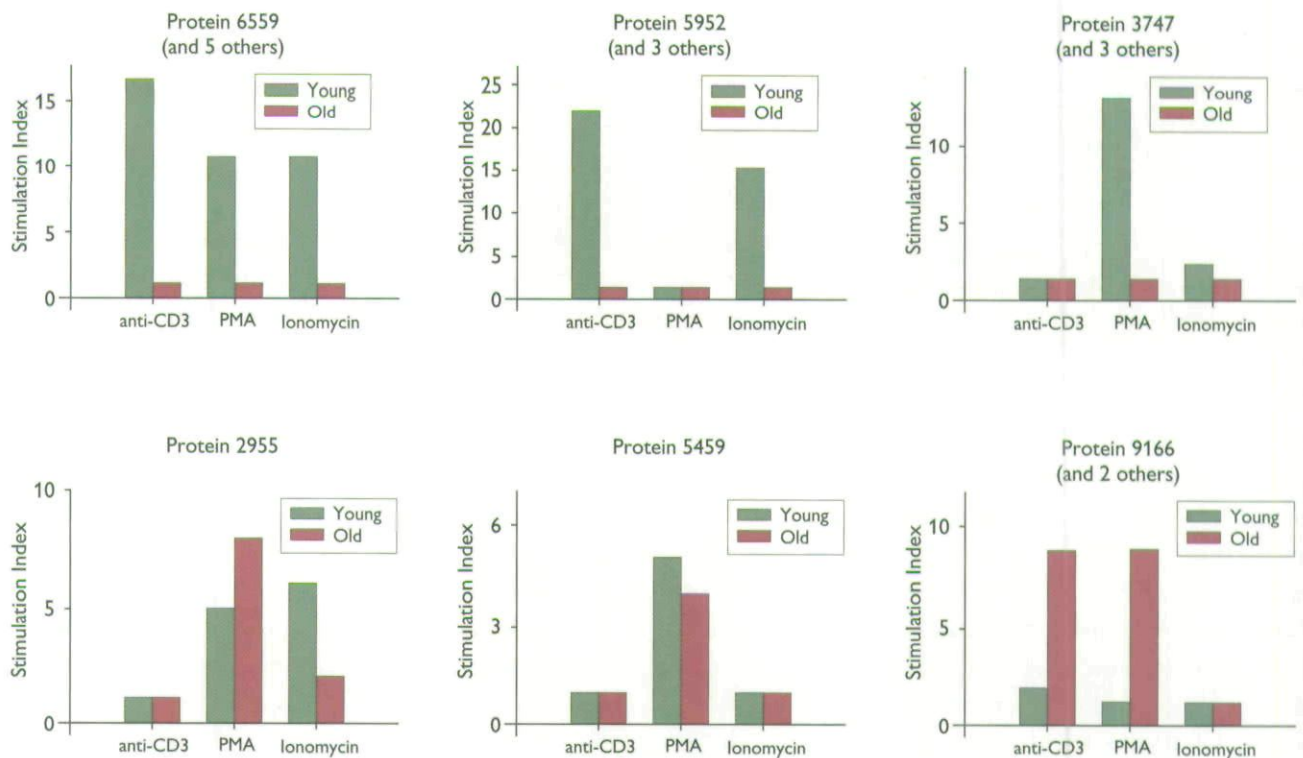 Protein 6559
(and 5 others)
Stimulation Index
15
10
5
0
Young
Old
anti-CD3 PMA Ionomycin
Protein 5952
(and 3 others)
Stimulation Index
25
20
15
10
5
0
Young
Old
anti-CD3 PMA Ionomycin
Protein 3747
(and 3 others)
Stimulation Index
10
5
0
Young
Old
anti-CD3 PMA Ionomycin
Protein 2955
Stimulation Index
10
5
0
Young
Old
anti-CD3 PMA Ionomycin
Protein 5459
Stimulation Index
6
3
0
Young
Old
anti-CD3 PMA Ionomycin
Protein 9166
(and 2 others)
Stimulation Index
10
5
0
Young
Old
anti-CD3 PMA Ionomycin